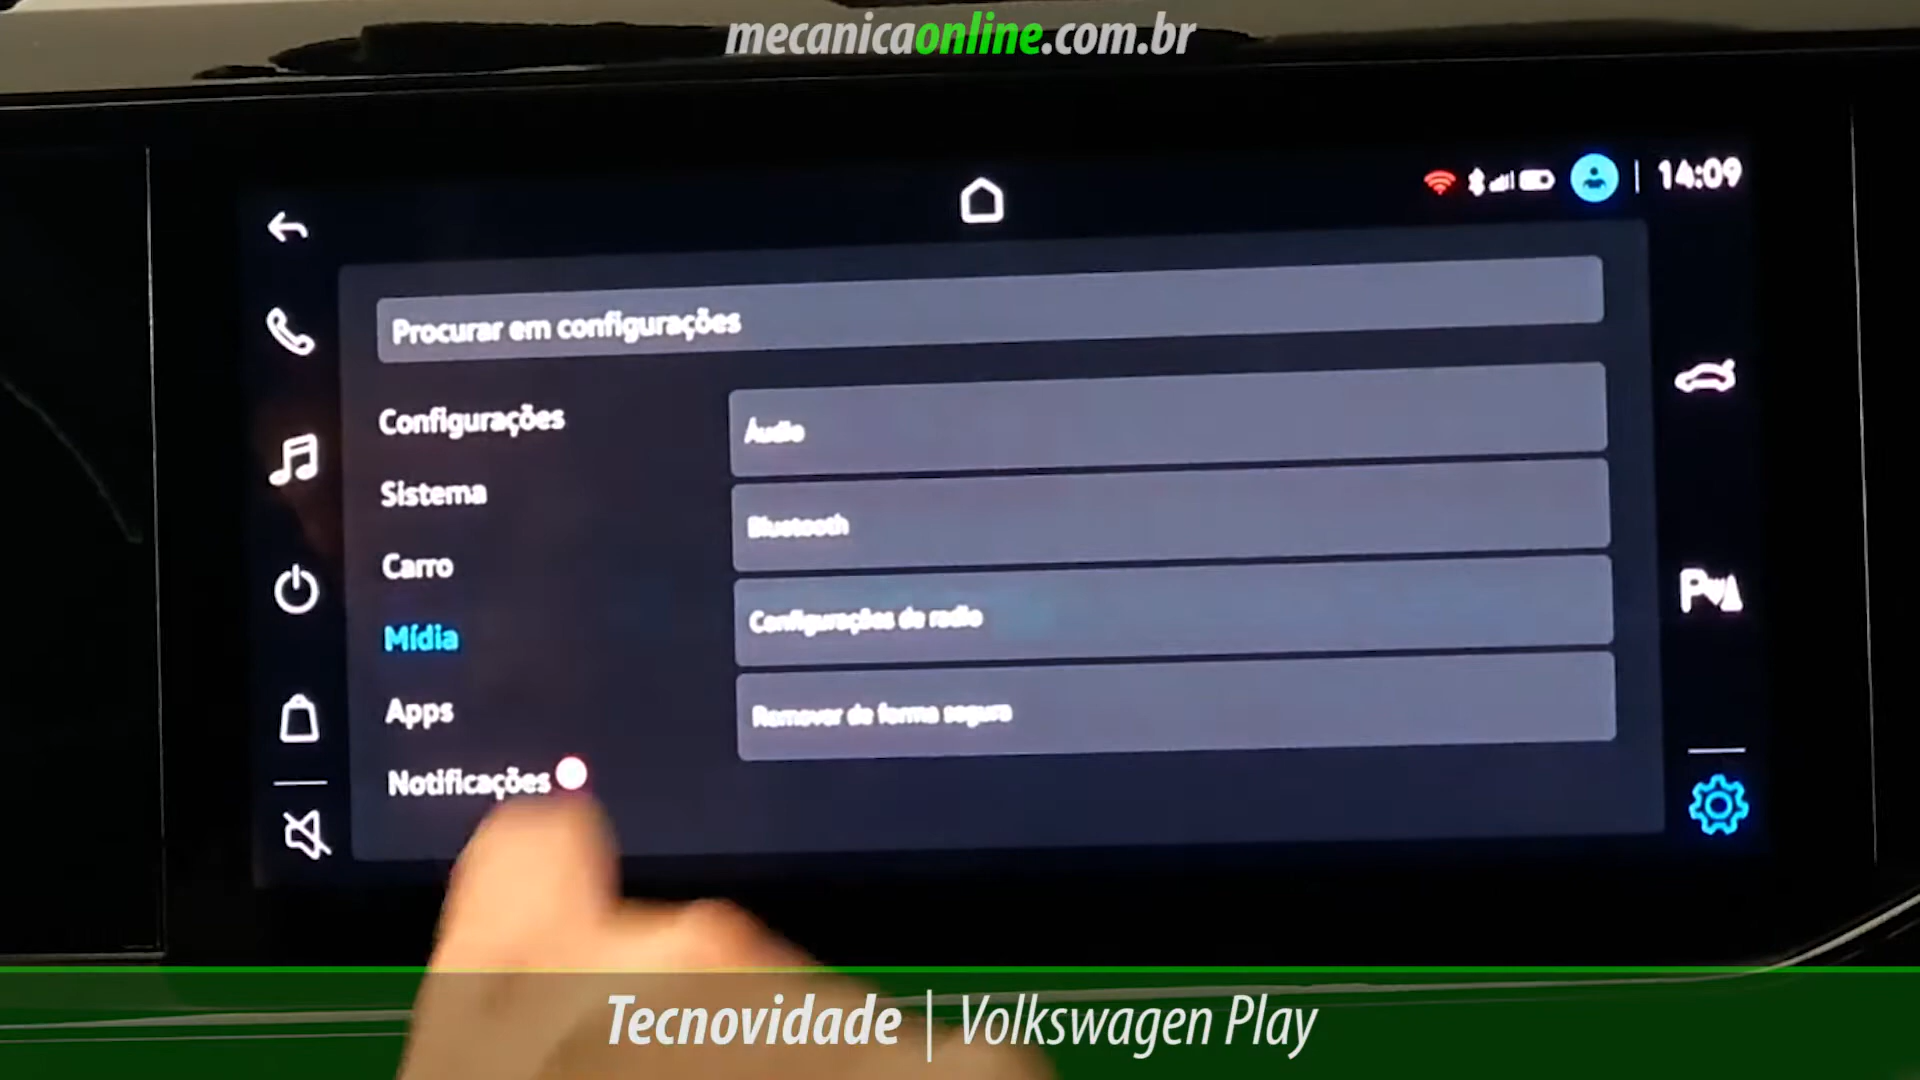 mecanicaonline.com.br
14:09
Procurar em configurações
Configurações
Sistema
Carro
Mídia
Apps
Notificações
Áudio
Bluetooth
Configurações de radio
Remover de forma segura
P
Tecnovidade | Volkswagen Play